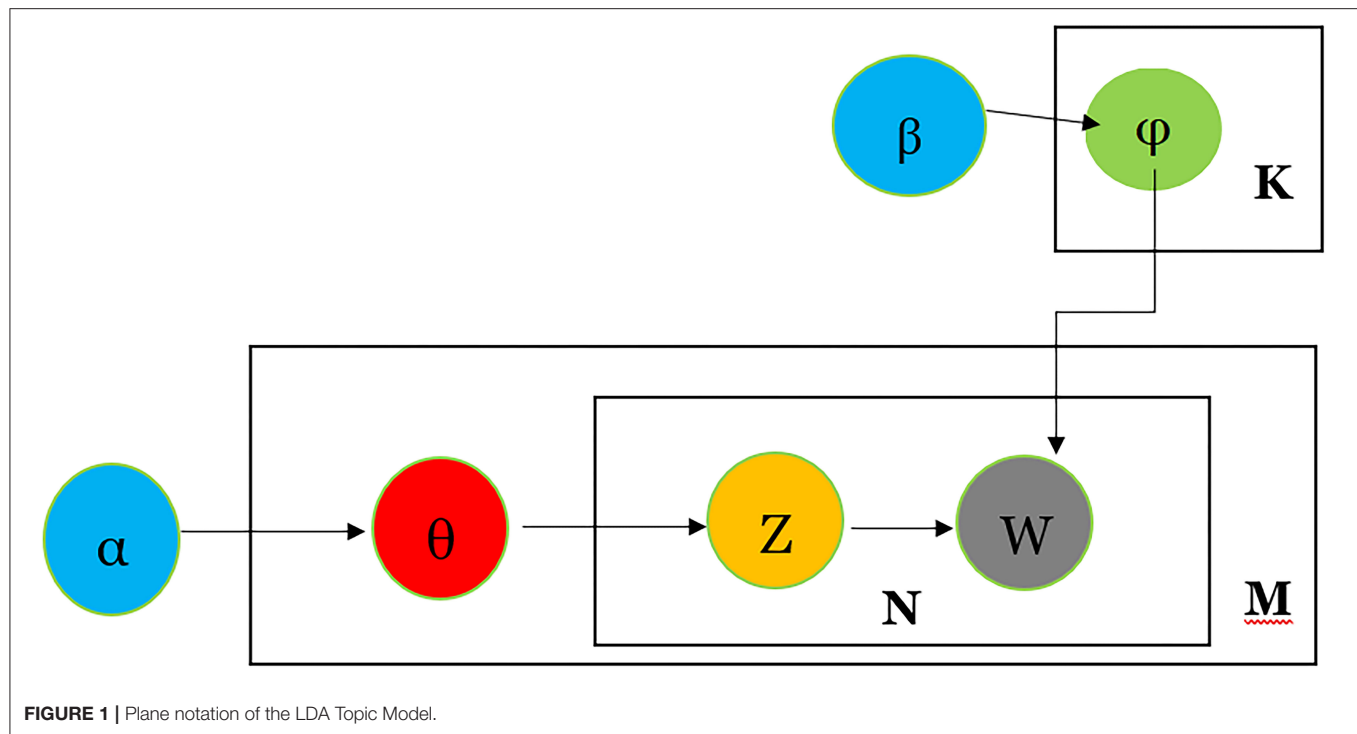 β
φ
K
α
θ
Z
W
N
M
FIGURE 1 | Plane notation of the LDA Topic Model.